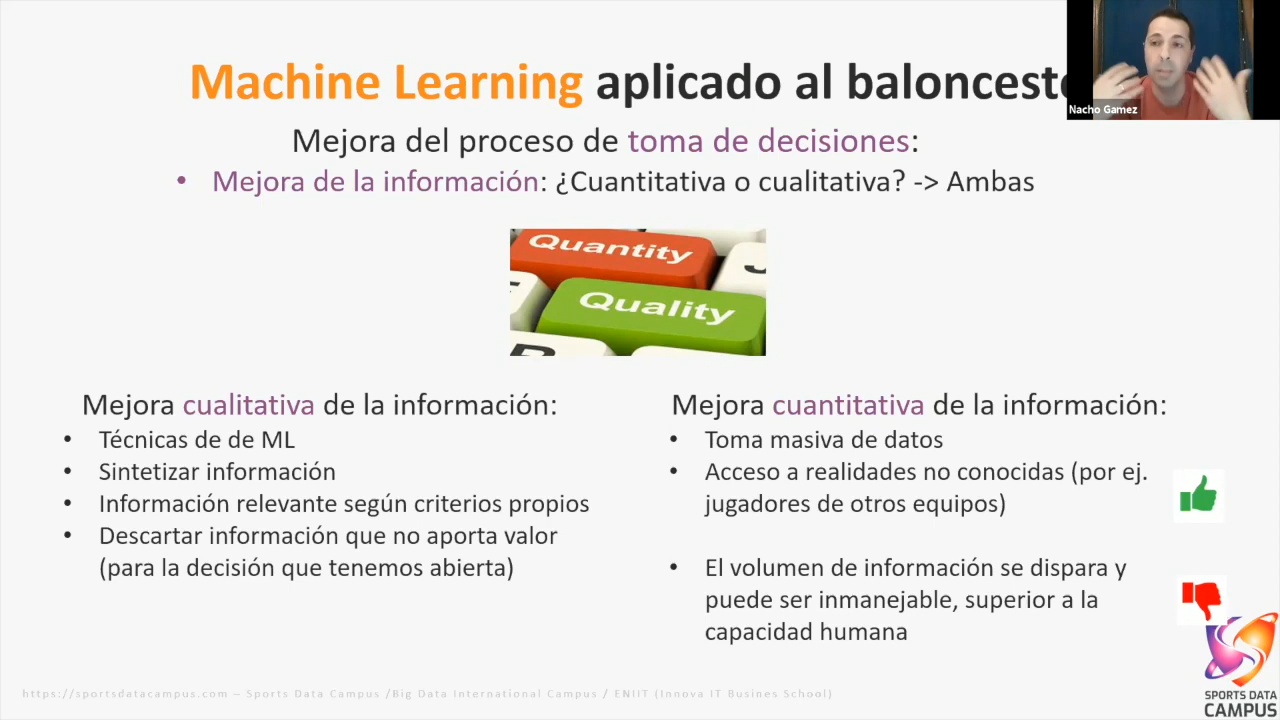 Machine Learning aplicado al baloncesto
Nacho Gamez
Mejora del proceso de toma de decisiones:
• Mejora de la información: ¿Cuantitativa o cualitativa? -> Ambas
Quantity
Quality
Mejora cualitativa de la información:
• Técnicas de de ML
• Sintetizar información
• Información relevante según criterios propios
• Descartar información que no aporta valor
(para la decisión que tenemos abierta)
Mejora cuantitativa de la información:
• Toma masiva de datos
• Acceso a realidades no conocidas (por ej.
jugadores de otros equipos)
• El volumen de información se dispara y
puede ser inmanejable, superior a la
capacidad humana
https://sportsdatacampus.com – Sports Data Campus /Big Data International Campus / ENIIT (Innova IT Busines School)
SPORTS DATA
CAMPUS